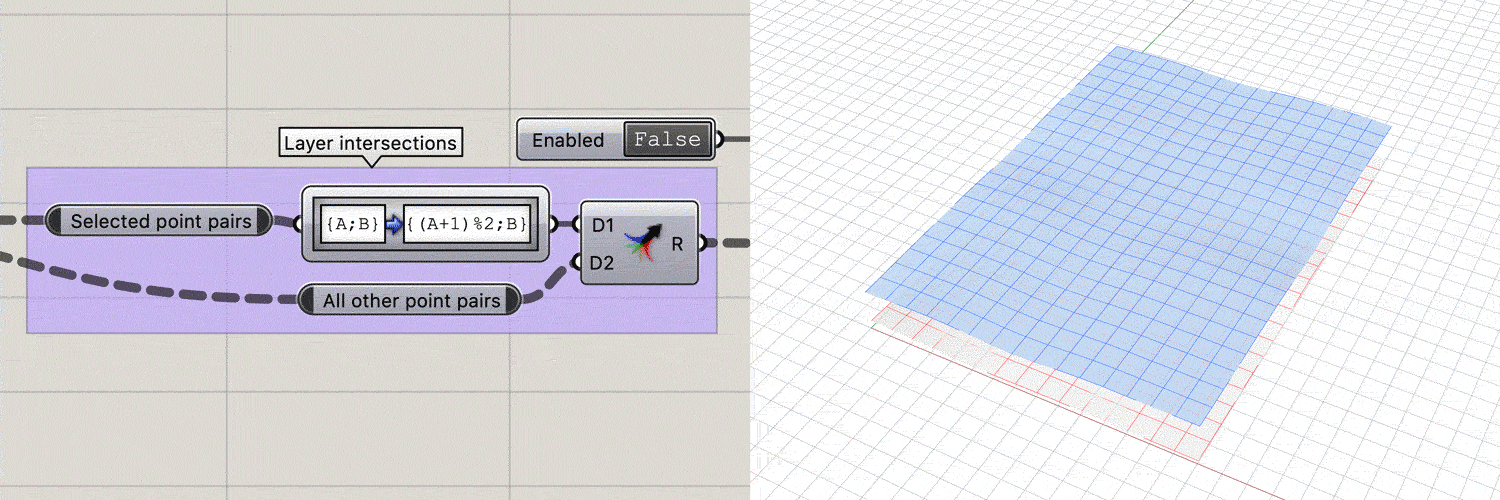 Layer intersections
Enabled False
Selected point pairs
{A;B} {(A+1)%2;B}
D1
R
D2
All other point pairs